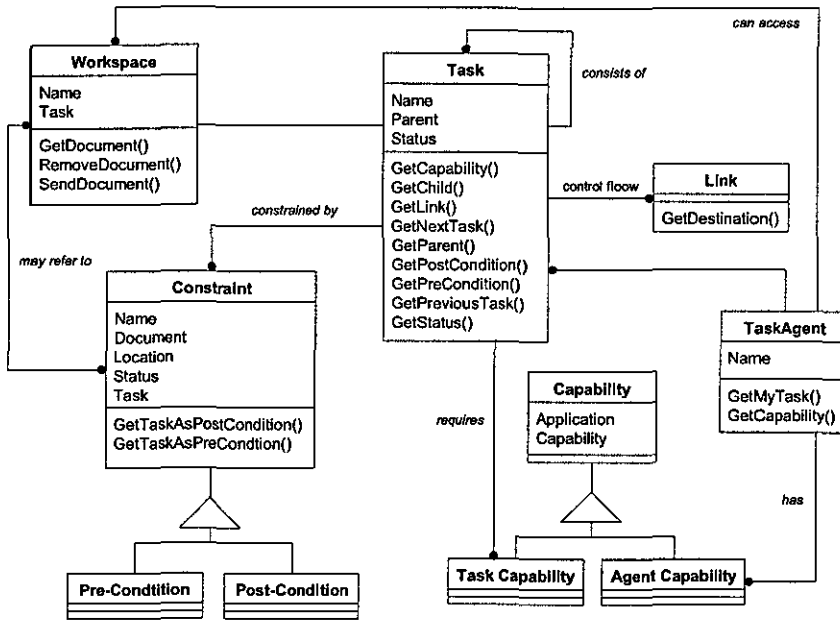 can access
Workspace
Name
Task
GetDocument()
RemoveDocument()
SendDocument()
Task
Name
Parent
Status
GetCapability()
GetChild()
GetLink()
GetNextTask()
GetParent()
GetPostCondition()
GetPreCondition()
GetPreviousTask()
GetStatus()
consists of
control floow
Link
GetDestination()
constrained by
may refer to
Constraint
Name
Document
Location
Status
Task
GetTaskAsPostCondition()
GetTaskAsPreCondtion()
TaskAgent
Name
GetMyTask()
GetCapability()
Capability
Application
Capability
requires
has
Pre-Condtition
Post-Condition
Task Capability
Agent Capability